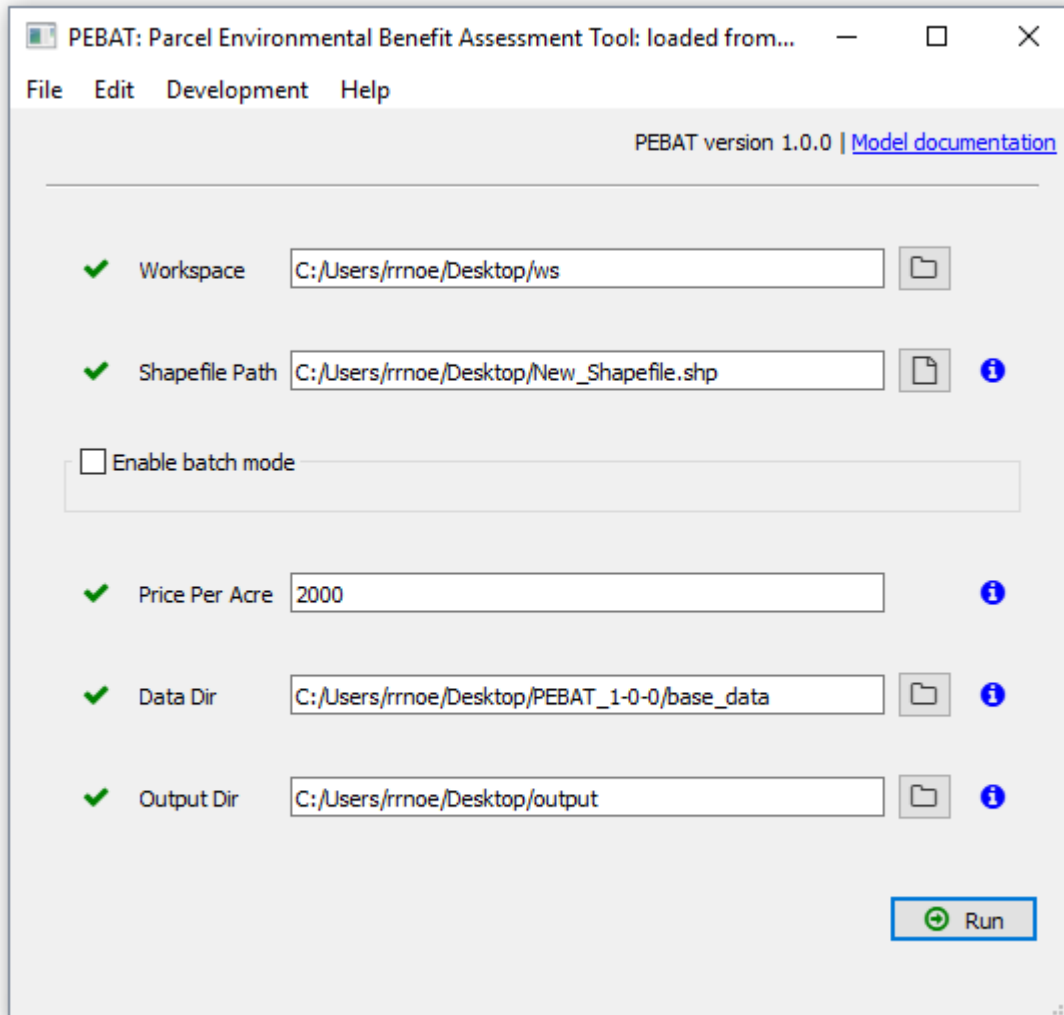 PEBAT: Parcel Environmental Benefit Assessment Tool: loaded from...
File Edit Development Help
PEBAT version 1.0.0 | Model documentation
Workspace C:/Users/rrnoe/Desktop/ws
Shapefile Path C:/Users/rrnoe/Desktop/New_Shapefile.shp
Enable batch mode
Price Per Acre 2000
Data Dir C:/Users/rrnoe/Desktop/PEBAT_1-0-0/base_data
Output Dir C:/Users/rrnoe/Desktop/output
Run